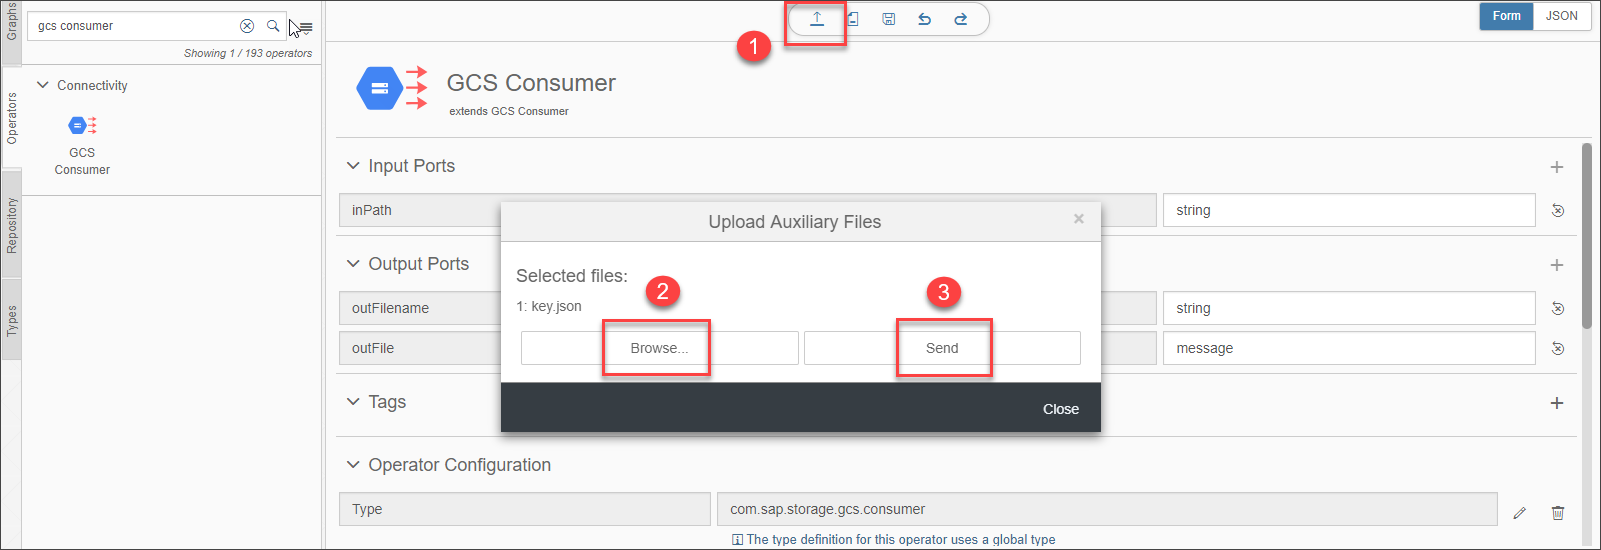 Graphs
Operators
Repository
Types
gcs consumer
Showing 1 / 193 operators
Connectivity
GCS
Consumer
1
Form
JSON
GCS Consumer
extends GCS Consumer
Input Ports
inPath
string
Output Ports
outFilename
string
outFile
message
Tags
Operator Configuration
Type
com.sap.storage.gcs.consumer
The type definition for this operator uses a global type
Upload Auxiliary Files
×
Selected files:
1: key.json
2
Browse...
3
Send
Close